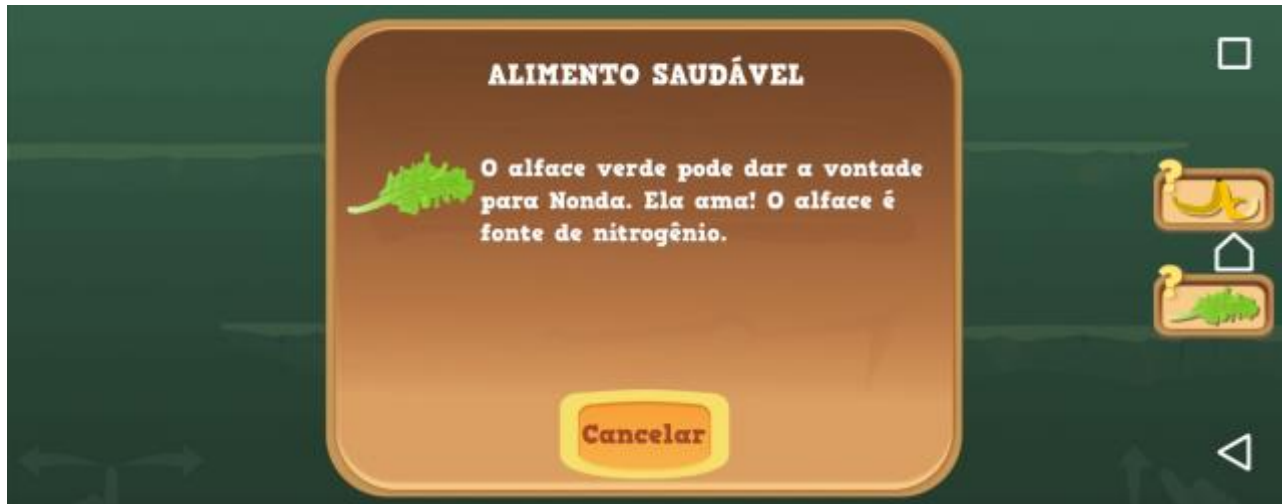 ALIMENTO SAUDÁVEL
O alface verde pode dar a vontade
para Nonda. Ela ama! O alface é
fonte de nitrogênio.
?
?
Cancelar